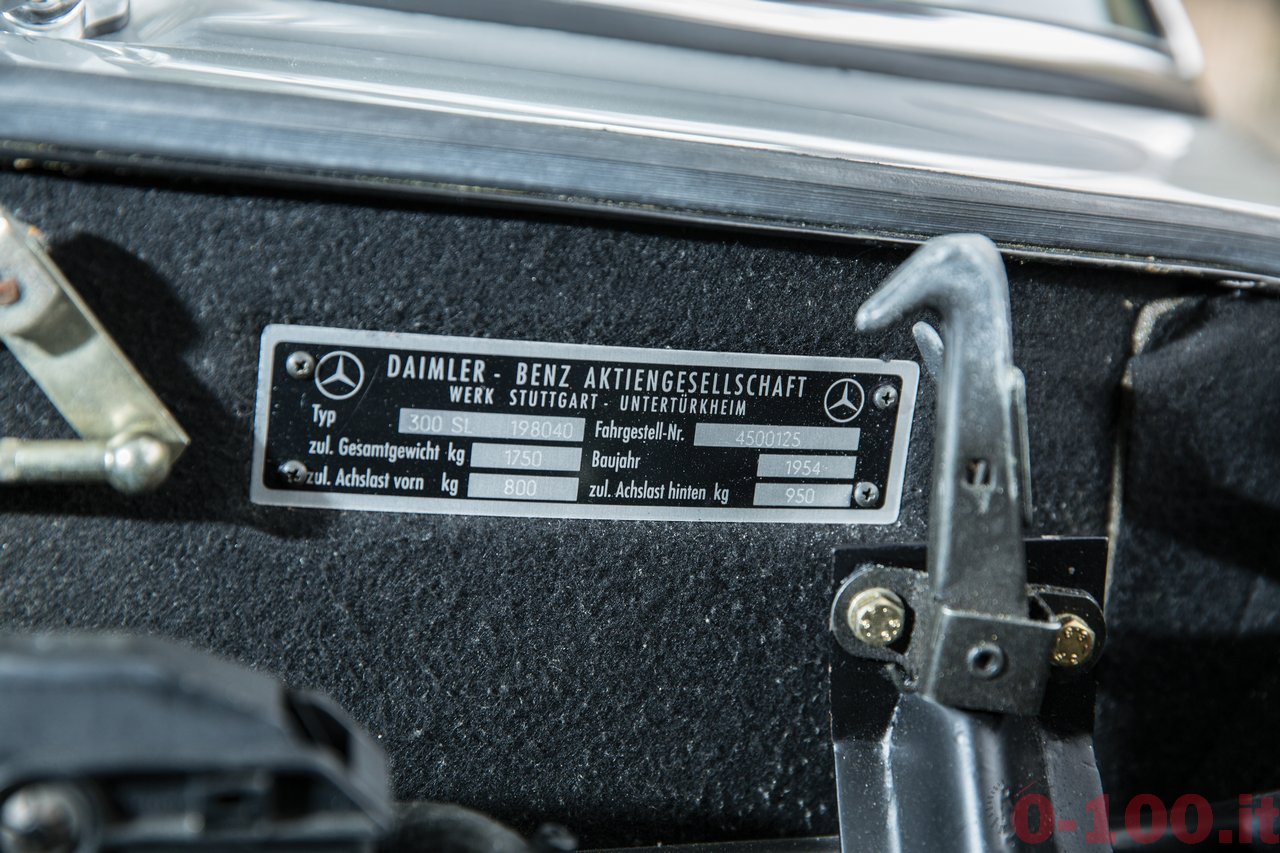 DAIMLER - BENZ AKTIENGESELLSCHAFT
WERK STUTTGART - UNTERTÜRKHEIM
Typ 300 SL 198040 Fahrgestell-Nr. 4500125
zul. Gesamtgewicht kg 1750 Baujahr 1954
zul. Achslast vorn kg 800 zul. Achslast hinten kg 950
0-100.it